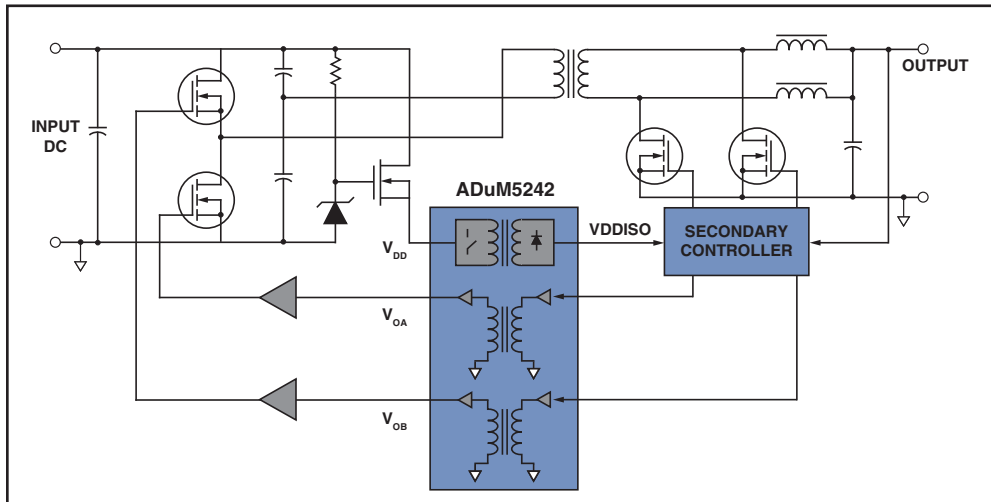 OUTPUT
INPUT
DC
ADuM5242
VDD
VDDISO
SECONDARY
CONTROLLER
VOA
VOB